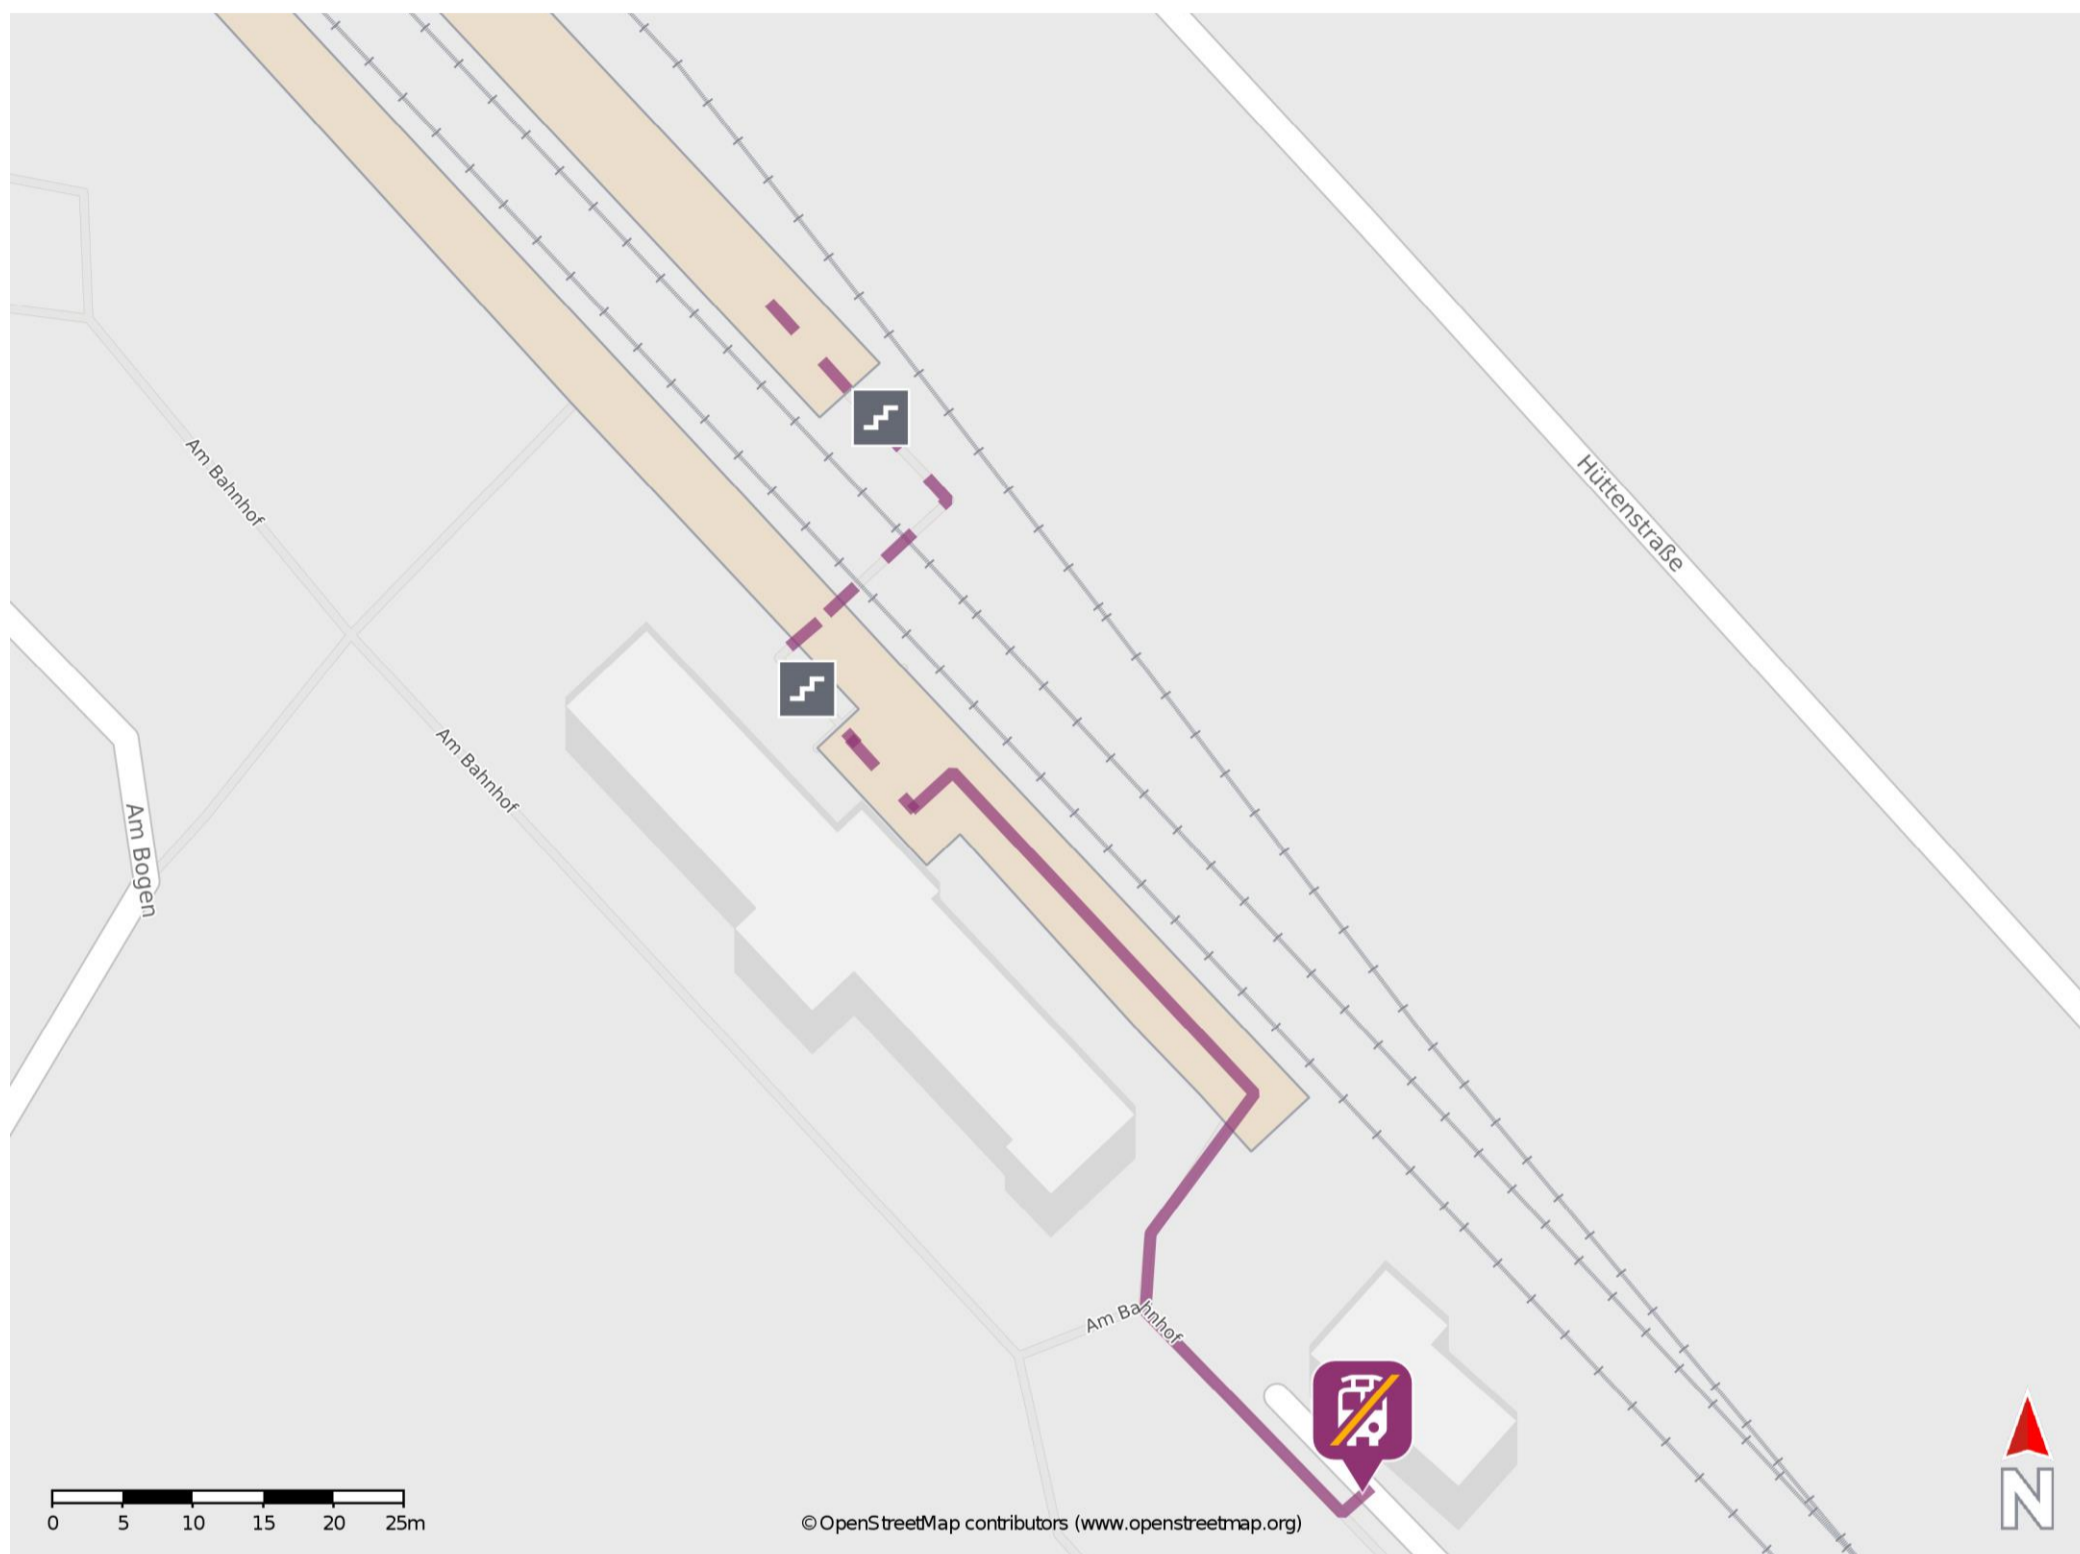 Am Bahnhof
Hüttenstraße
Am Bahnhof
Am Bogen
Am Bahnhof
0 5 10 15 20 25m
©OpenStreetMap contributors (www.openstreetmap.org)
N